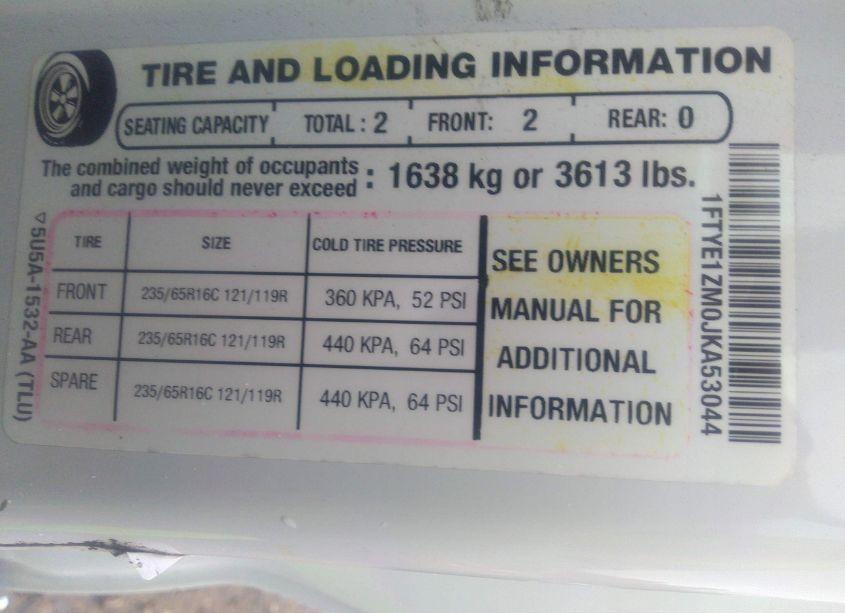 TIRE AND LOADING INFORMATION
SEATING CAPACITY TOTAL : 2 FRONT: 2 REAR: 0
The combined weight of occupants
and cargo should never exceed : 1638 kg or 3613 lbs.
TIRE SIZE COLD TIRE PRESSURE
FRONT 235/65R16C 121/119R 360 KPA, 52 PSI
REAR 235/65R16C 121/119R 440 KPA, 64 PSI
SPARE 235/65R16C 121/119R 440 KPA, 64 PSI
SEE OWNERS
MANUAL FOR
ADDITIONAL
INFORMATION
▽5U5A-1532-AA (TLU)
1FTYE1ZM0JKA53044